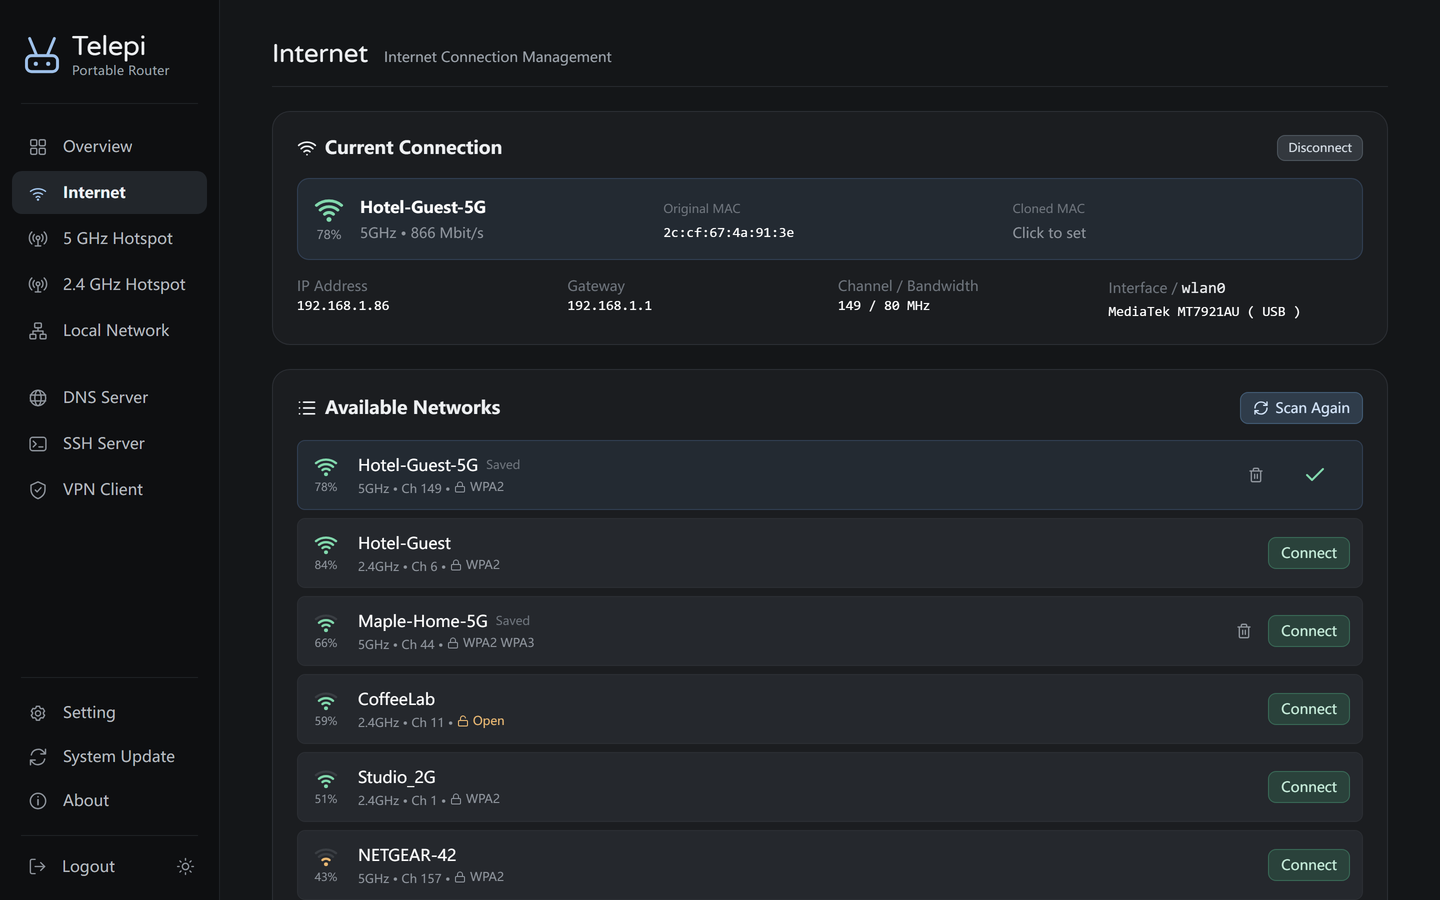 Telepi
Portable Router
Overview
Internet
5 GHz Hotspot
2.4 GHz Hotspot
Local Network
DNS Server
SSH Server
VPN Client
Setting
System Update
About
Logout
Internet Internet Connection Management
Current Connection
Disconnect
Hotel-Guest-5G
78% 5GHz • 866 Mbit/s
Original MAC
2c:cf:67:4a:91:3e
Cloned MAC
Click to set
IP Address
192.168.1.86
Gateway
192.168.1.1
Channel / Bandwidth
149 / 80 MHz
Interface / wlan0
MediaTek MT7921AU ( USB )
Available Networks
Scan Again
Hotel-Guest-5G Saved
78% 5GHz • Ch 149 • WPA2
Hotel-Guest
84% 2.4GHz • Ch 6 • WPA2
Connect
Maple-Home-5G Saved
66% 5GHz • Ch 44 • WPA2 WPA3
Connect
CoffeeLab
59% 2.4GHz • Ch 11 • Open
Connect
Studio_2G
51% 2.4GHz • Ch 1 • WPA2
Connect
NETGEAR-42
43% 5GHz • Ch 157 • WPA2
Connect